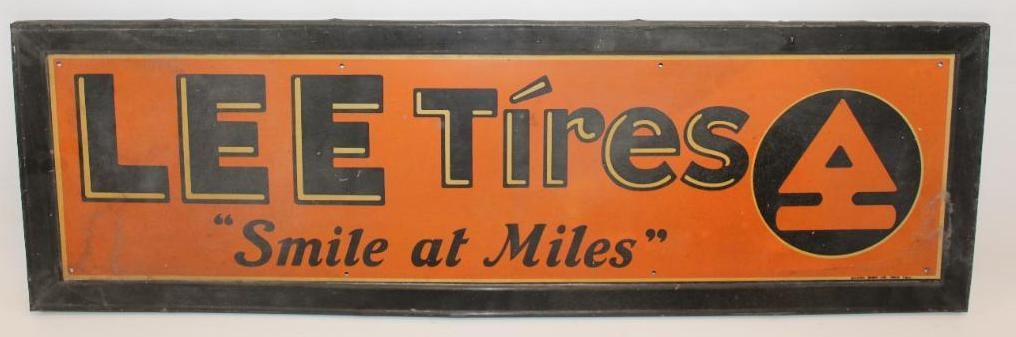 LEE Tíres
“Smile at Miles”